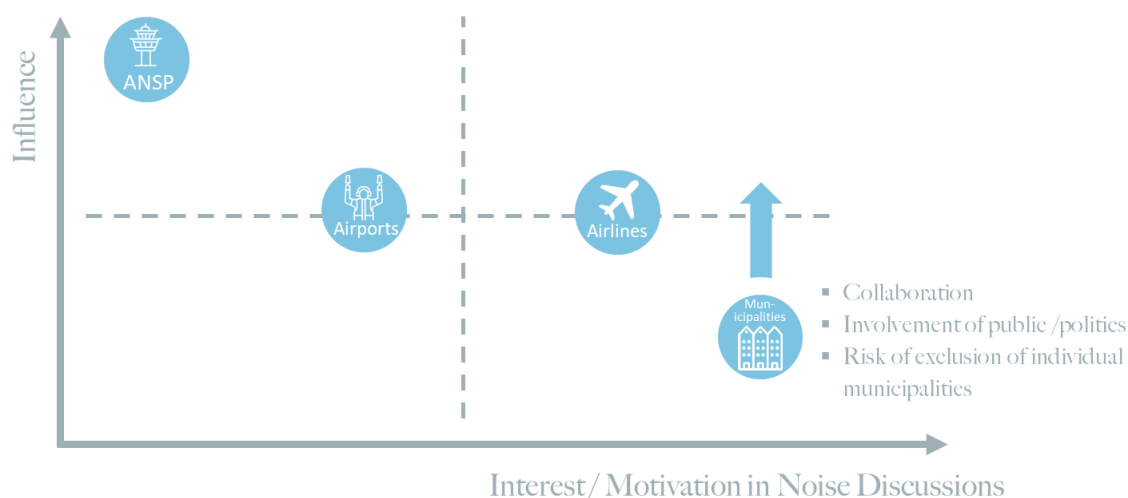 Influence
ANSP
Airports
Airlines
Mun-
icipalities
▪ Collaboration
▪ Involvement of public /politics
▪ Risk of exclusion of individual
municipalities
Interest / Motivation in Noise Discussions